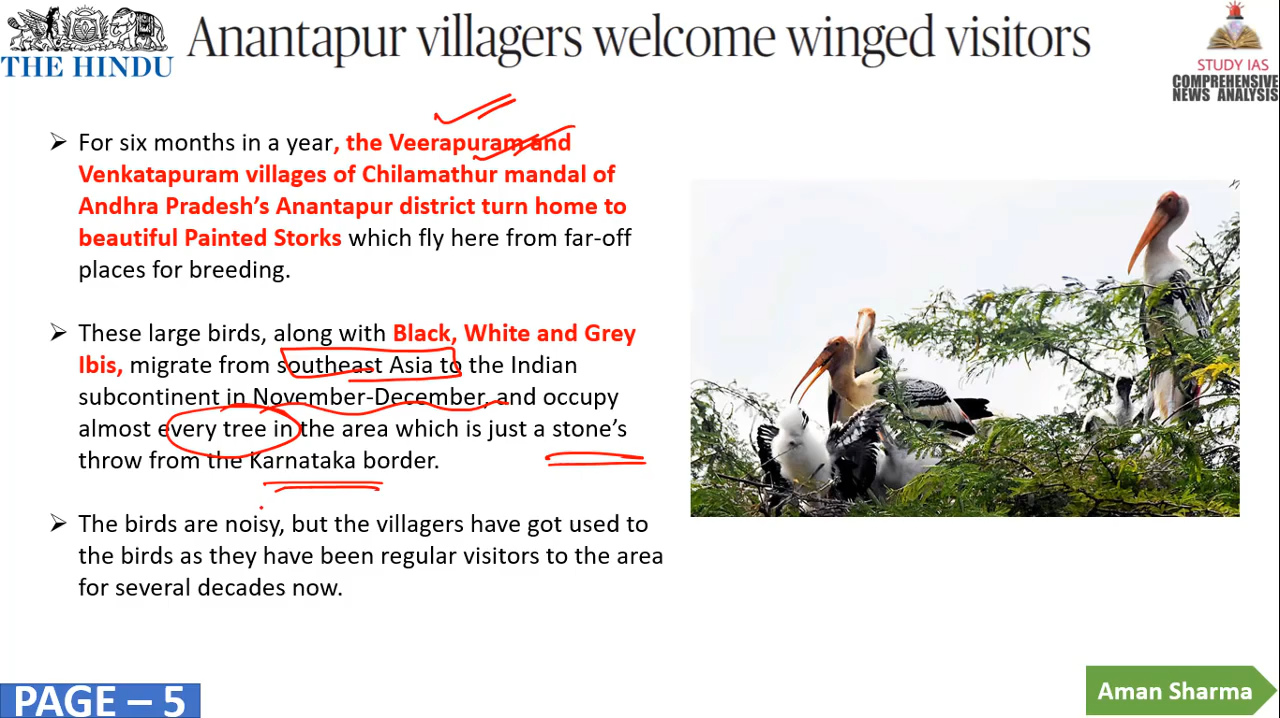 THE HINDU
Anantapur villagers welcome winged visitors
STUDY IAS
COMPREHENSIVE
NEWS ANALYSIS
➢ For six months in a year, the Veerapuram and
Venkatapuram villages of Chilamathur mandal of
Andhra Pradesh’s Anantapur district turn home to
beautiful Painted Storks which fly here from far-off
places for breeding.
➢ These large birds, along with Black, White and Grey
Ibis, migrate from southeast Asia to the Indian
subcontinent in November-December, and occupy
almost every tree in the area which is just a stone’s
throw from the Karnataka border.
➢ The birds are noisy, but the villagers have got used to
the birds as they have been regular visitors to the area
for several decades now.
PAGE – 5
Aman Sharma